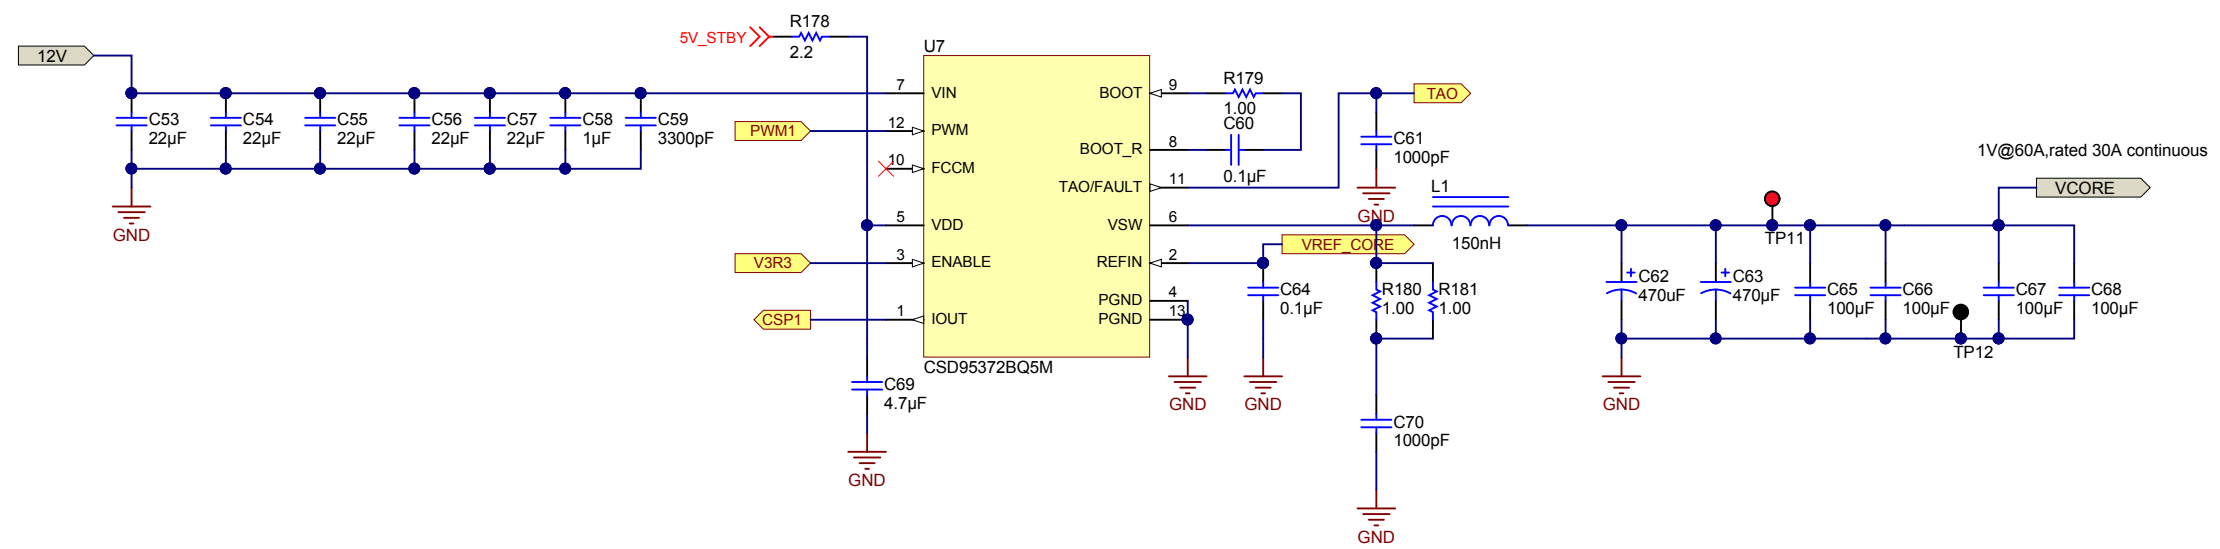 12V
C53
22µF
C54
22µF
C55
22µF
C56
22µF
C57
22µF
C58
1µF
C59
3300pF
GND
5V_STBY
R178
2.2
PWM1
V3R3
CSP1
C69
4.7µF
GND
U7
7
VIN
12
PWM
10
FCCM
5
VDD
3
ENABLE
1
IOUT
BOOT
9
BOOT_R
8
TAO/FAULT
11
VSW
6
REFIN
2
PGND
4
PGND
13
CSD95372BQ5M
R179
1.00
C60
0.1µF
TAO
C61
1000pF
GND
VREF_CORE
C64
0.1µF
GND
GND
L1
150nH
R180
1.00
R181
1.00
C70
1000pF
GND
1V@60A,rated 30A continuous
VCORE
TP11
C62
470uF
C63
470µF
C65
100µF
C66
100µF
C67
100µF
C68
100µF
TP12
GND